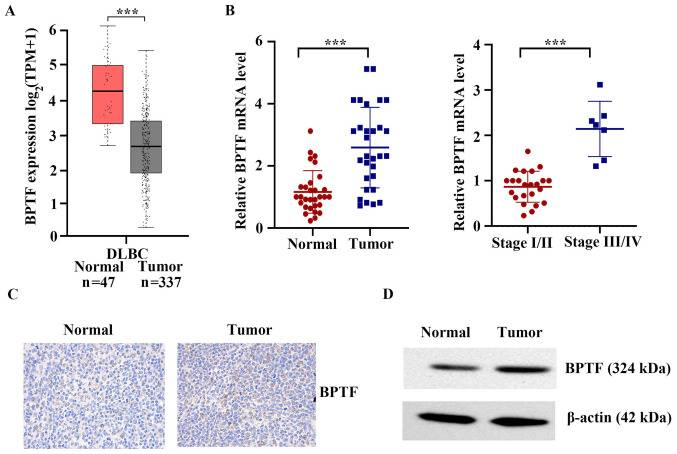 A
***
BPTF expression log2(TPM+1)
7
6
5
4
3
2
1
0
DLBC
Normal
n=47
Tumor
n=337
B
***
Relative BPTF mRNA level
6
4
2
0
Normal
Tumor
***
Relative BPTF mRNA level
4
3
2
1
0
Stage I/II
Stage III/IV
C
Normal
Tumor
BPTF
D
Normal
Tumor
BPTF (324 kDa)
β-actin (42 kDa)